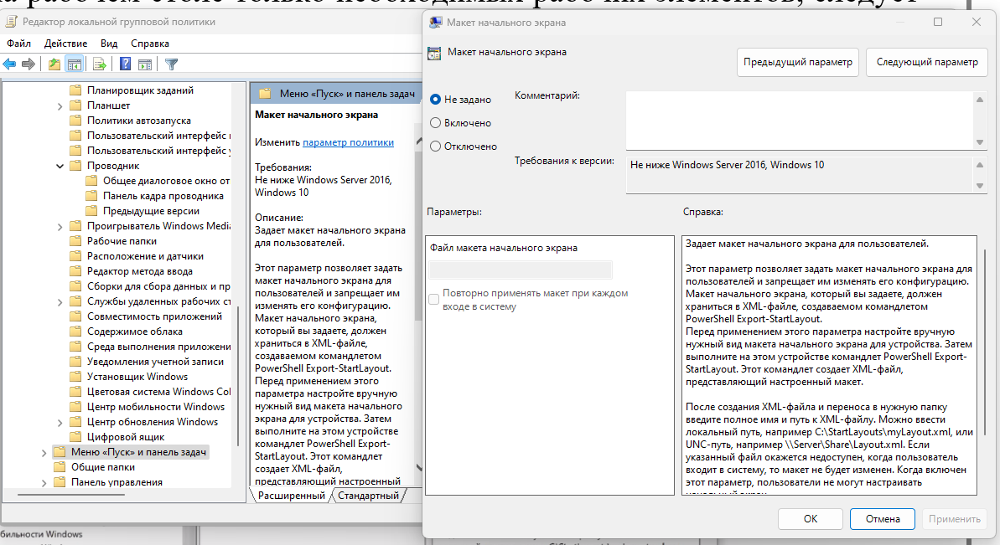 на рабочем столе только необходимых рабочих элементов, следует
Редактор локальной групповой политики
Файл Действие Вид Справка
Планировщик заданий
Планшет
Политики автозапуска
Пользовательский интерфейс
Пользовательский интерфейс
Проводник
Общее диалоговое окно от
Панель кадра проводника
Предыдущие версии
Проигрыватель Windows Medi
Рабочие папки
Расположение и датчики
Редактор метода ввода
Сборки для сбора данных и пр
Службы удаленных рабочих ст
Совместимость приложений
Содержимое облака
Среда выполнения приложени
Уведомления учетной записи
Установщик Windows
Цветовая система Windows Col
Центр мобильности Windows
Центр обновления Windows
Цифровой ящик
Меню «Пуск» и панель задач
Общие папки
Панель управления
Меню «Пуск» и панель задач
Макет начального экрана
Изменить параметр политики
Требования:
Не ниже Windows Server 2016,
Windows 10
Описание:
Задает макет начального экрана
для пользователей.
Этот параметр позволяет задать
макет начального экрана для
пользователей и запрещает им
изменять его конфигурацию.
Макет начального экрана,
который вы задаете, должен
храниться в XML-файле,
создаваемом командлетом
PowerShell Export-StartLayout.
Перед применением этого
параметра настройте вручную
нужный вид макета начального
экрана для устройства. Затем
выполните на этом устройстве
командлет PowerShell Export-
StartLayout. Этот командлет
создает XML-файл,
представляющий настроенный
Расширенный Стандартный
бильности Windows
Макет начального экрана
Макет начального экрана
Предыдущий параметр Следующий параметр
Не задано
Включено
Отключено
Комментарий:
Требования к версии:
Не ниже Windows Server 2016, Windows 10
Параметры:
Справка:
Файл макета начального экрана
Повторно применять макет при каждом
входе в систему
Задает макет начального экрана для пользователей.
Этот параметр позволяет задать макет начального экрана для
пользователей и запрещает им изменять его конфигурацию.
Макет начального экрана, который вы задаете, должен
храниться в XML-файле, создаваемом командлетом
PowerShell Export-StartLayout.
Перед применением этого параметра настройте вручную
нужный вид макета начального экрана для устройства. Затем
выполните на этом устройстве командлет PowerShell Export-
StartLayout. Этот командлет создает XML-файл,
представляющий настроенный макет.
После создания XML-файла и переноса в нужную папку
введите полное имя и путь к XML-файлу. Можно ввести
локальный путь, например C:\StartLayouts\myLayout.xml, или
UNC-путь, например \\Server\Share\Layout.xml. Если
указанный файл окажется недоступен, когда пользователь
входит в систему, то макет не будет изменен. Когда включен
этот параметр, пользователи не могут настраивать
ОК Отмена Применить